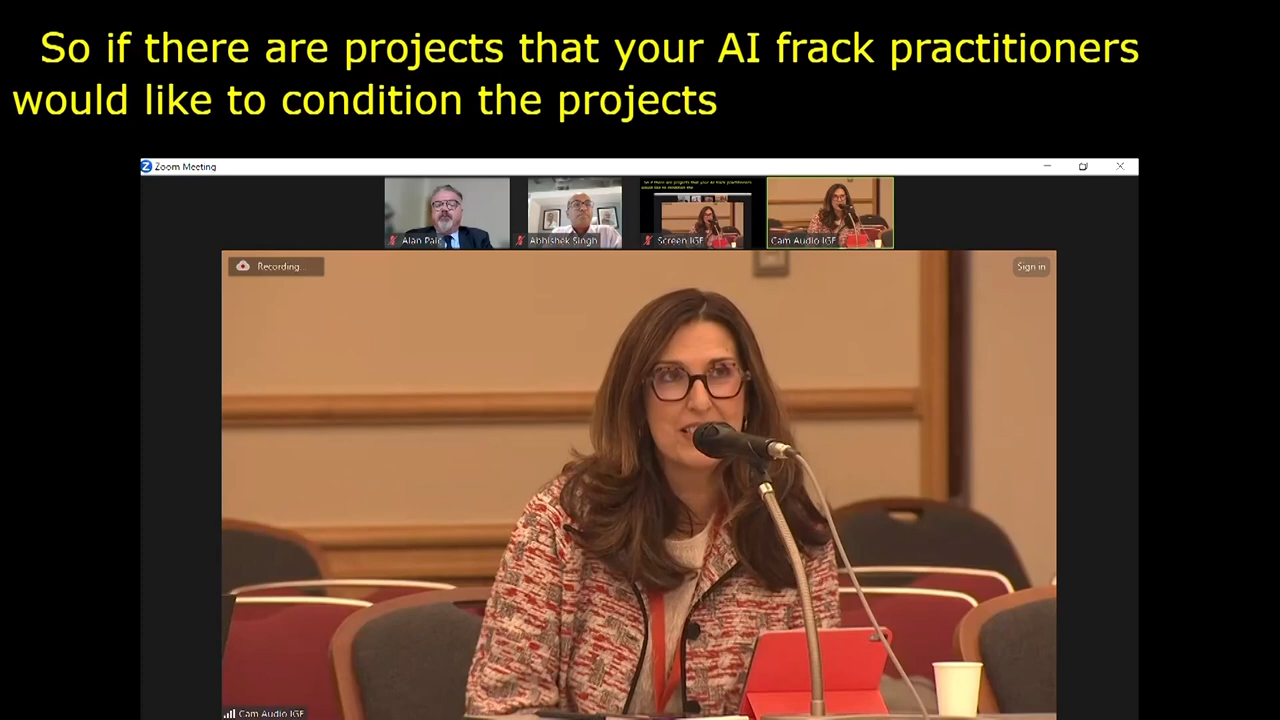 So if there are projects that your AI frack practitioners
would like to condition the projects
Zoom Meeting
Alan Paic
Abhishek Singh
Screen IGF
Cam Audio IGF
Recording...
Sign in
Cam Audio IGF